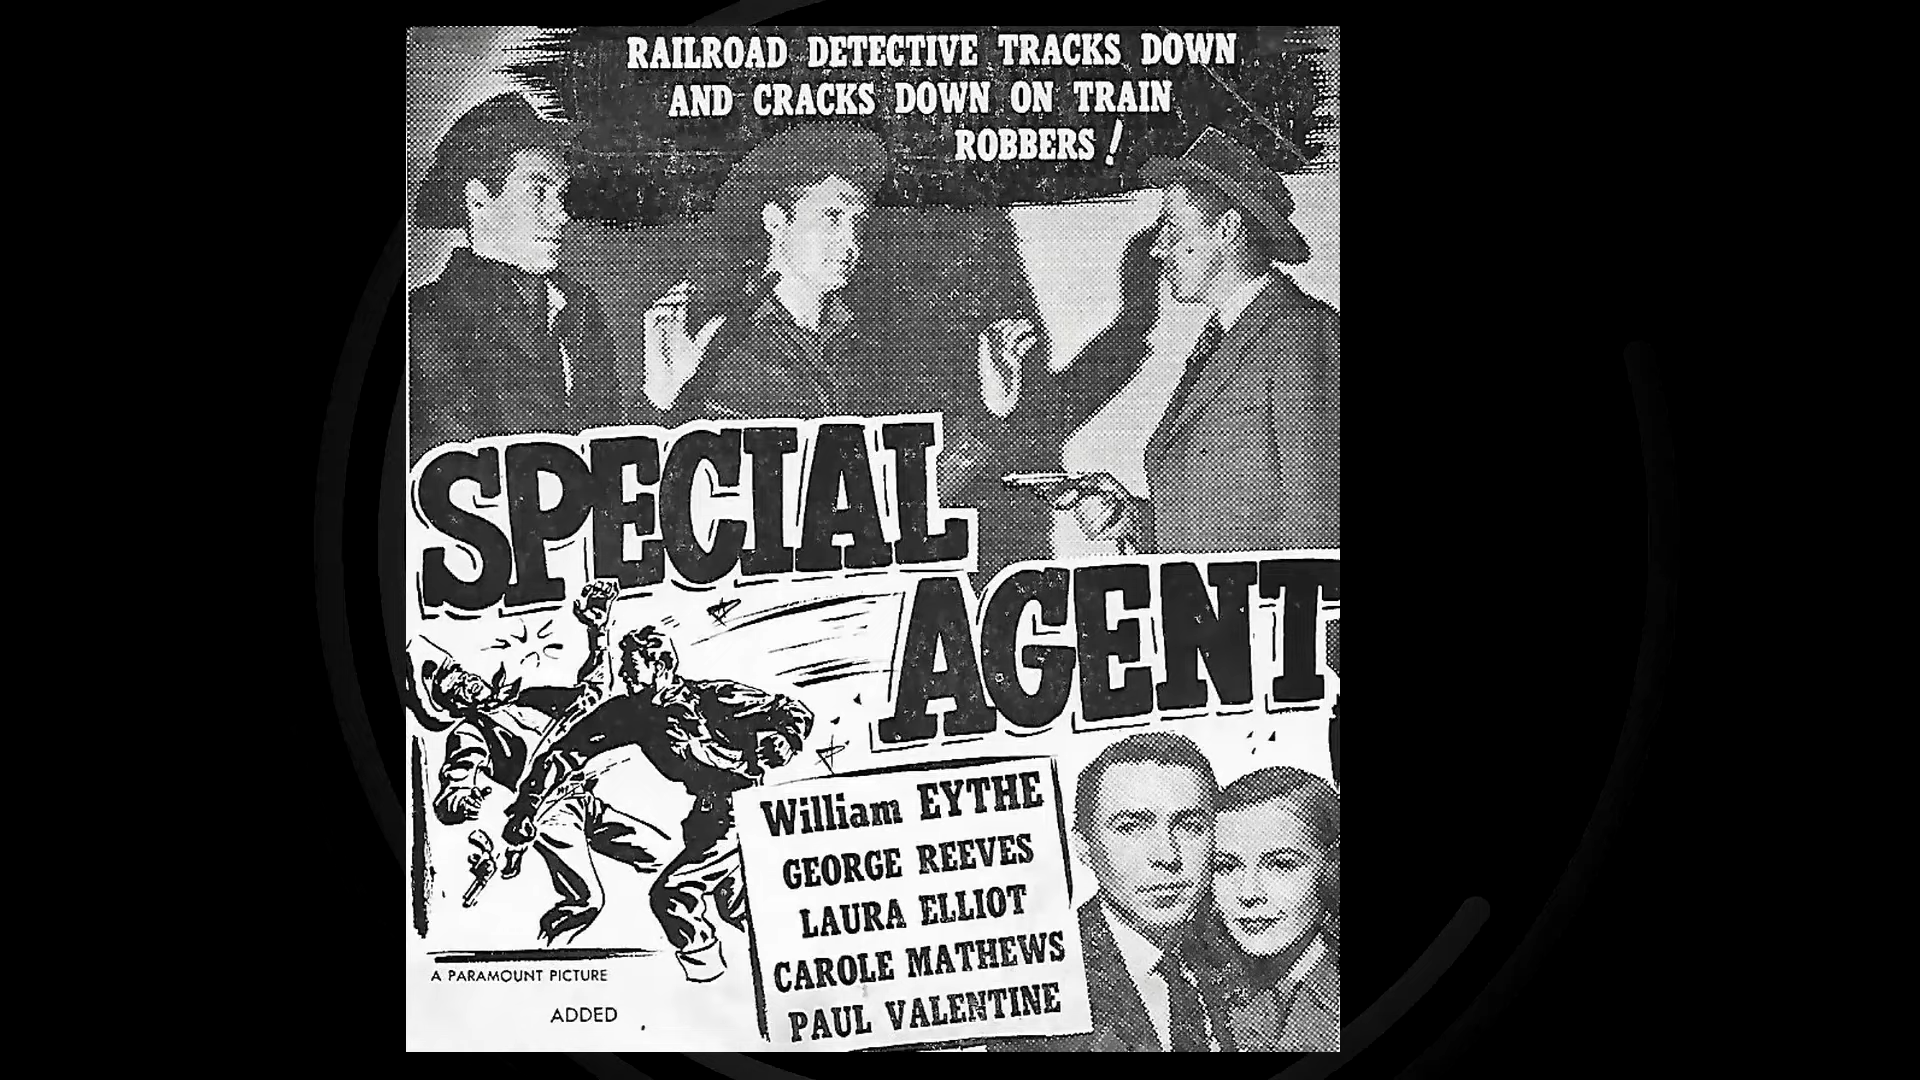 RAILROAD DETECTIVE TRACKS DOWN
AND CRACKS DOWN ON TRAIN
ROBBERS!
SPECIAL
AGENT
William EYTHE
GEORGE REEVES
LAURA ELLIOT
CAROLE MATHEWS
PAUL VALENTINE
A PARAMOUNT PICTURE
ADDED